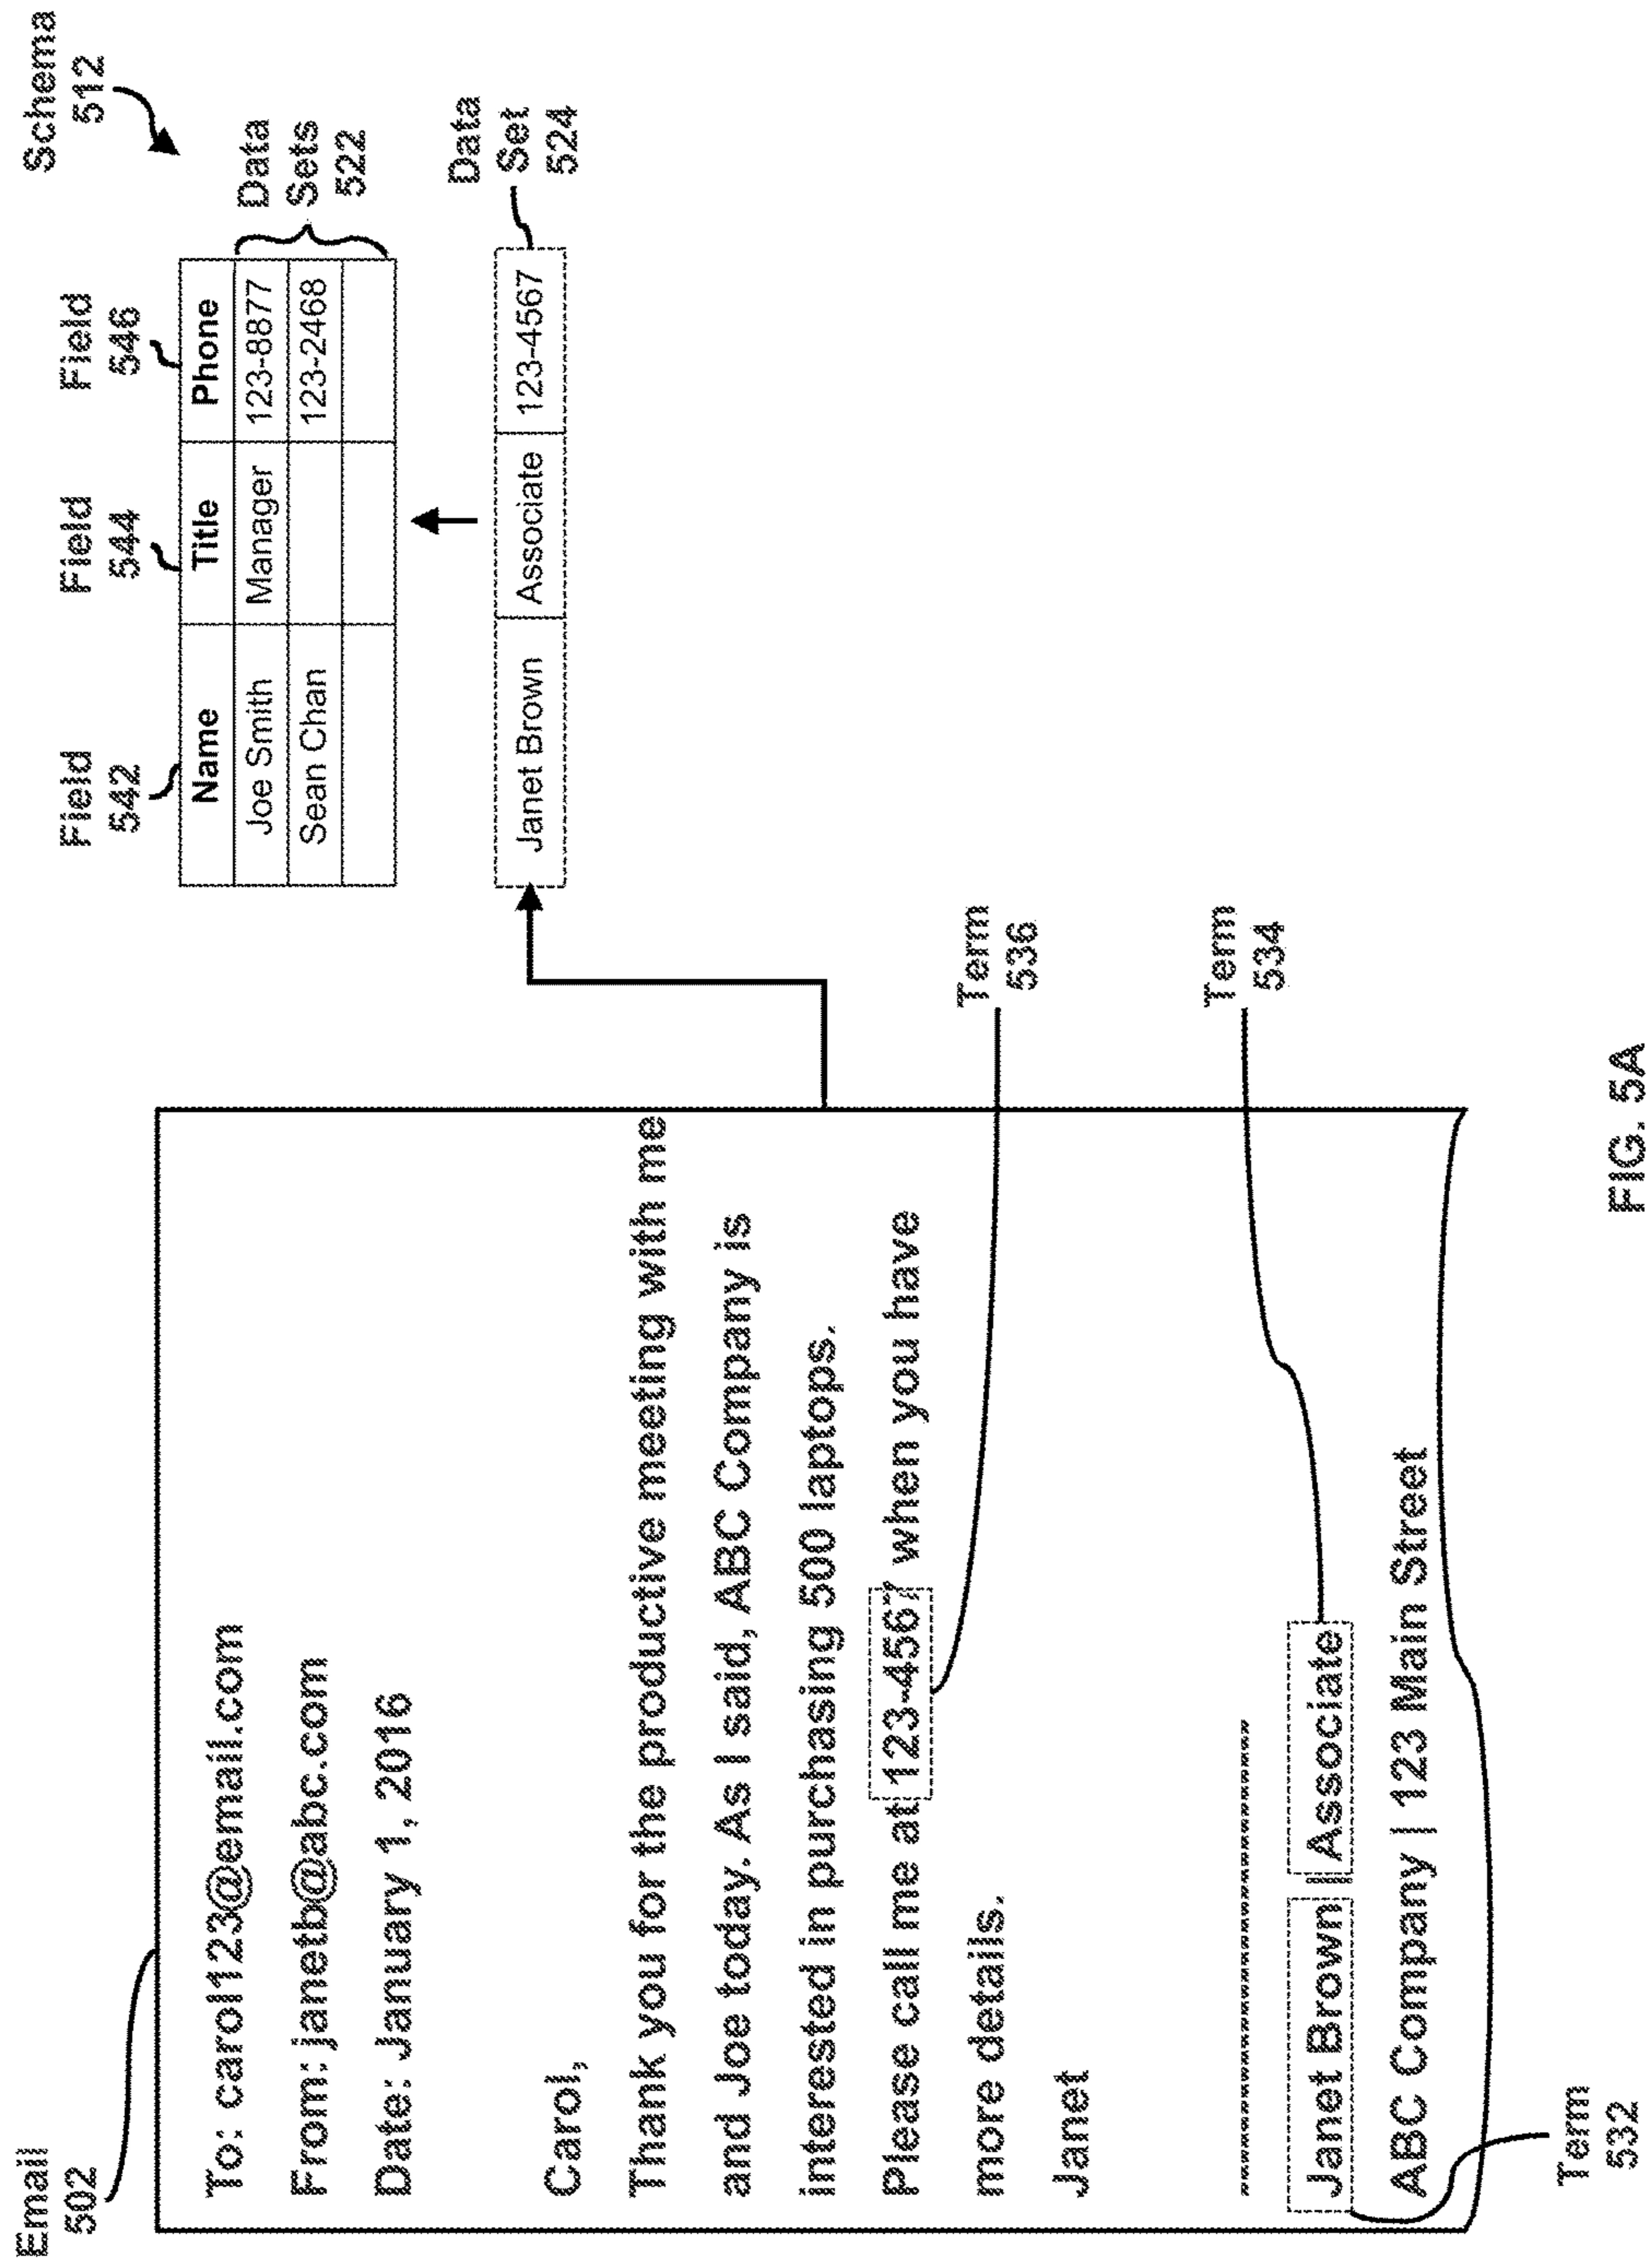 Email
502
To: carol123@email.com
From: janetb@abc.com
Date: January 1, 2016
Carol,
Thank you for the productive meeting with me
and Joe today. As I said, ABC Company is
interested in purchasing 500 laptops.
Please call me at 123-4567 when you have
more details.
Janet
------------------------------
Janet Brown | Associate
ABC Company | 123 Main Street
Term
532
Term
536
Term
534
Schema
512
Field
542
Field
544
Field
546
Name Title Phone
Joe Smith Manager 123-8877
Sean Chan 123-2468
Data
Sets
522
Janet Brown Associate 123-4567
Data
Set
524
FIG. 5A